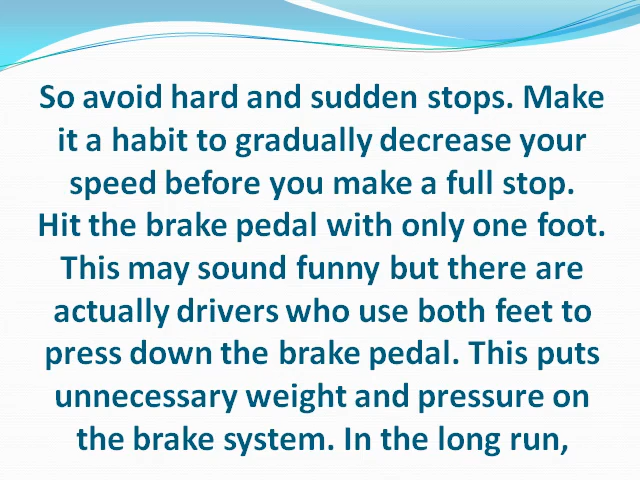 So avoid hard and sudden stops. Make
it a habit to gradually decrease your
speed before you make a full stop.
Hit the brake pedal with only one foot.
This may sound funny but there are
actually drivers who use both feet to
press down the brake pedal. This puts
unnecessary weight and pressure on
the brake system. In the long run,